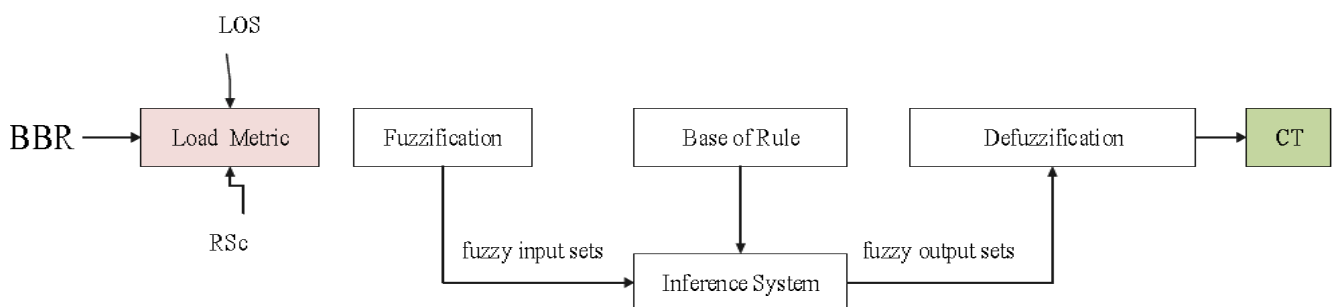 LOS
BBR
Load Metric
Fuzzification
Base of Rule
Defuzzification
CT
RSc
fuzzy input sets
fuzzy output sets
Inference System